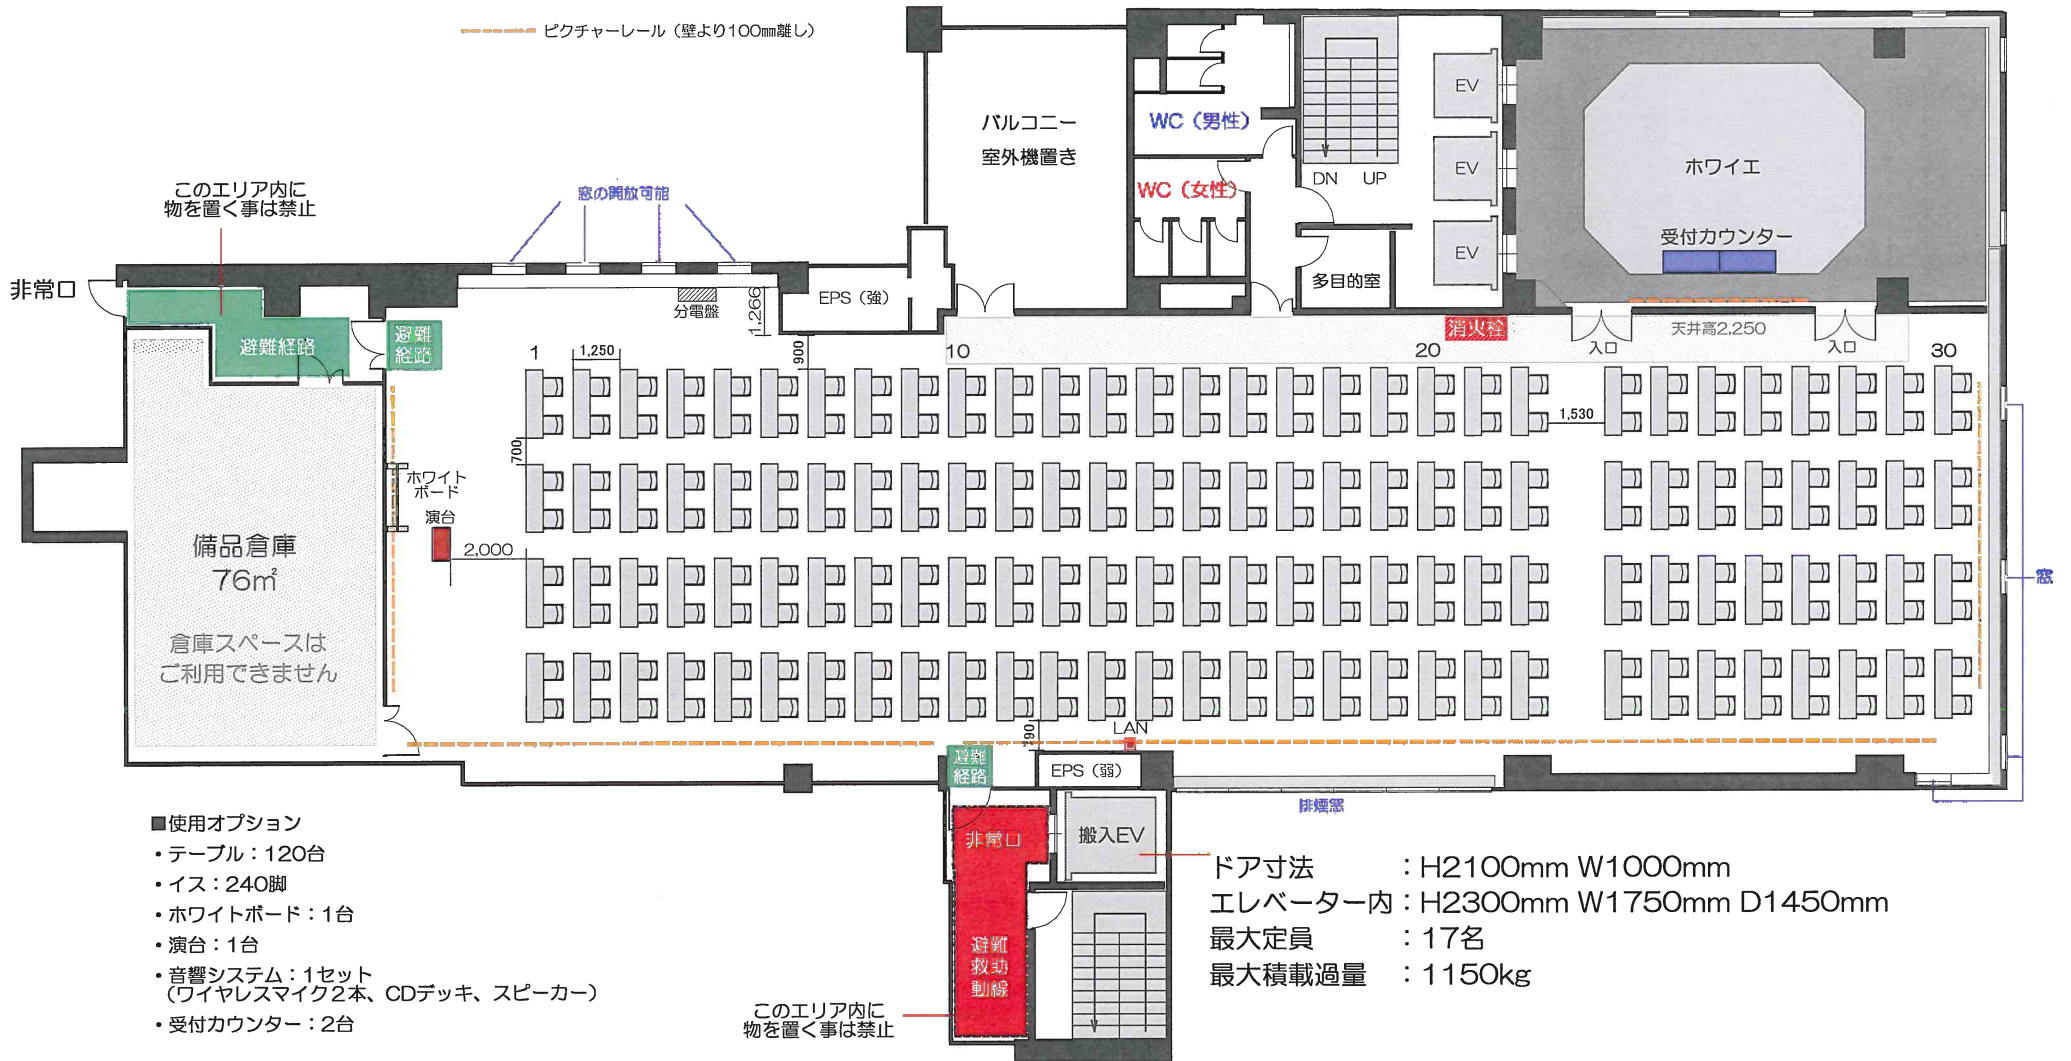 ピクチャーレール（壁より100㎜離し）
バルコニー
室外機置き
WC（男性）
WC（女性）
DN
UP
EV
EV
EV
多目的室
ホワイエ
受付カウンター
このエリア内に
物を置く事は禁止
窓の開放可能
非常口
避難経路
避難
経路
分電盤
1,266
EPS（強）
消火栓
入口
天井高2,250
入口
1
1,250
900
10
20
30
1,530
700
ホワイト
ボード
演台
2,000
備品倉庫
76㎡
倉庫スペースは
ご利用できません
窓
790
LAN
避難
経路
EPS（弱）
排煙窓
非常口
搬入EV
避難
救助
動線
このエリア内に
物を置く事は禁止
■使用オプション
・テーブル：120台
・イス：240脚
・ホワイトボード：1台
・演台：1台
・音響システム：1セット
（ワイヤレスマイク2本、CDデッキ、スピーカー）
・受付カウンター：2台
ドア寸法　　　：H2100mm W1000mm
エレベーター内：H2300mm W1750mm D1450mm
最大定員　　　：17名
最大積載過量　：1150kg